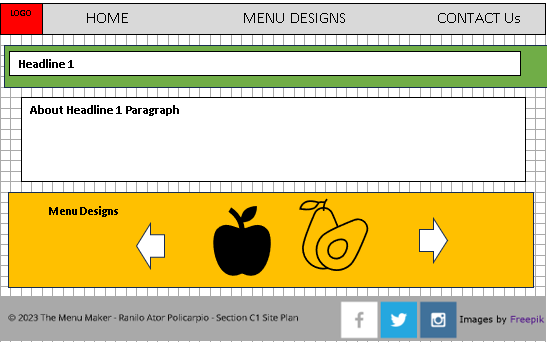 LOGO HOME MENU DESIGNS CONTACT Us
Headline 1
About Headline 1 Paragraph
Menu Designs
© 2023 The Menu Maker - Ranilo Ator Policarpio - Section C1 Site Plan Images by Freepik